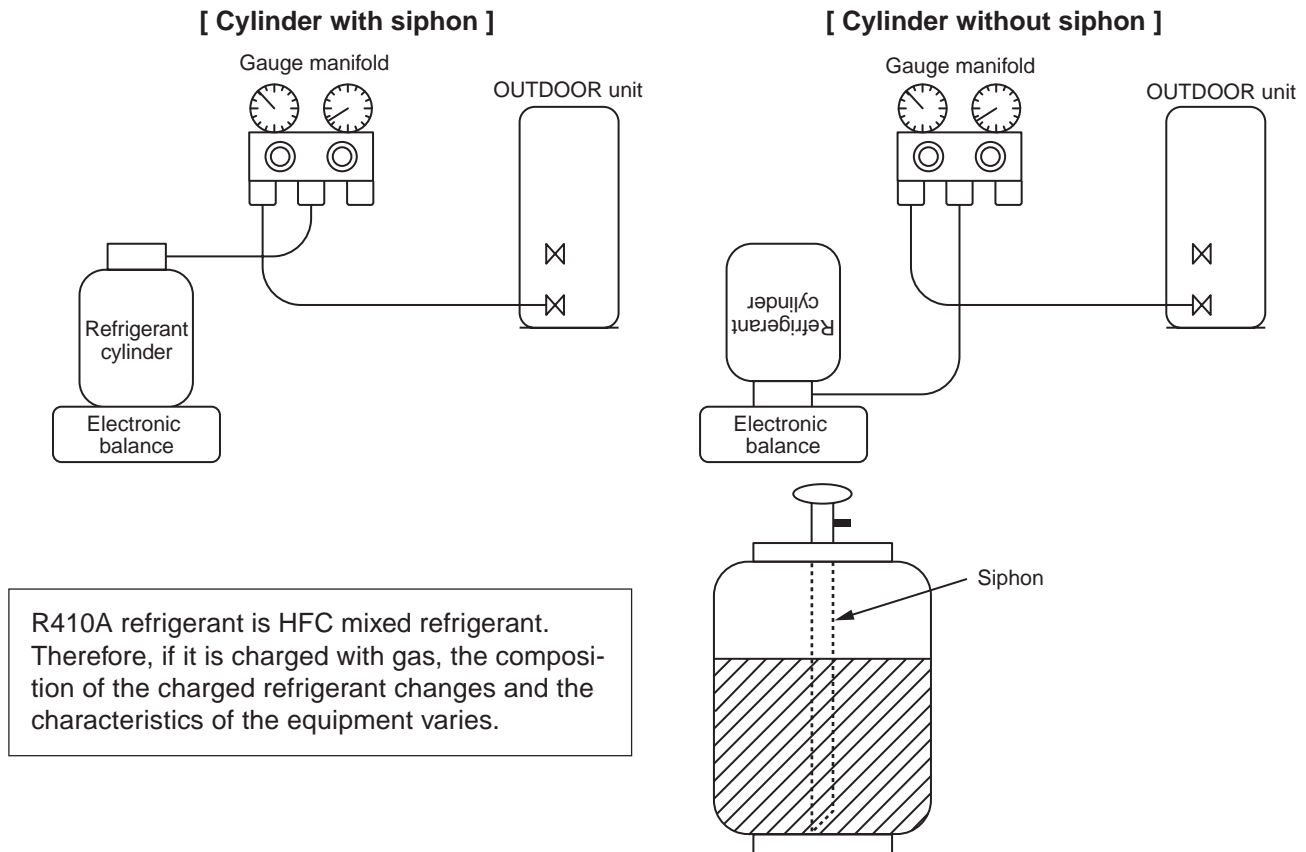 [ Cylinder with siphon ]
Gauge manifold
OUTDOOR unit
Refrigerant
cylinder
Electronic
balance
[ Cylinder without siphon ]
Gauge manifold
OUTDOOR unit
Refrigerant
cylinder
Electronic
balance
Siphon
R410A refrigerant is HFC mixed refrigerant.
Therefore, if it is charged with gas, the composi-
tion of the charged refrigerant changes and the
characteristics of the equipment varies.